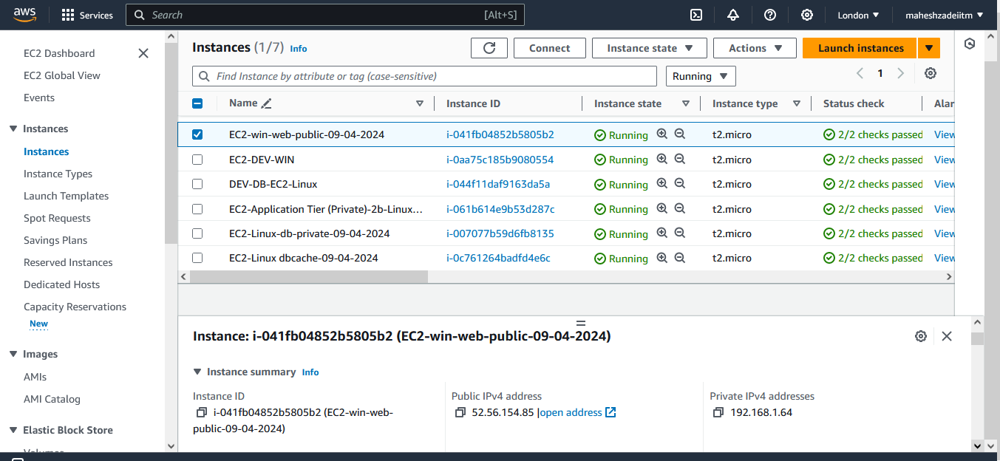 aws Services Search [Alt+S] London maheshzadeiitm
EC2 Dashboard
EC2 Global View
Events
Instances
Instances
Instance Types
Launch Templates
Spot Requests
Savings Plans
Reserved Instances
Dedicated Hosts
Capacity Reservations
New
Images
AMIs
AMI Catalog
Elastic Block Store
Volumes
Instances (1/7) Info Connect Instance state Actions Launch instances
Find Instance by attribute or tag (case-sensitive) Running 1
Name Instance ID Instance state Instance type Status check Alar
EC2-win-web-public-09-04-2024 i-041fb04852b5805b2 Running t2.micro 2/2 checks passed View
EC2-DEV-WIN i-0aa75c185b9080554 Running t2.micro 2/2 checks passed View
DEV-DB-EC2-Linux i-044f11daf9163da5a Running t2.micro 2/2 checks passed View
EC2-Application Tier (Private)-2b-Linux... i-061b614e9b53d287c Running t2.micro 2/2 checks passed View
EC2-Linux-db-private-09-04-2024 i-007077b59d6fb8135 Running t2.micro 2/2 checks passed View
EC2-Linux dbcache-09-04-2024 i-0c761264badfd4e6c Running t2.micro 2/2 checks passed View
Instance: i-041fb04852b5805b2 (EC2-win-web-public-09-04-2024)
Instance summary Info
Instance ID
i-041fb04852b5805b2 (EC2-win-web-
public-09-04-2024)
Public IPv4 address
52.56.154.85 |open address
Private IPv4 addresses
192.168.1.64